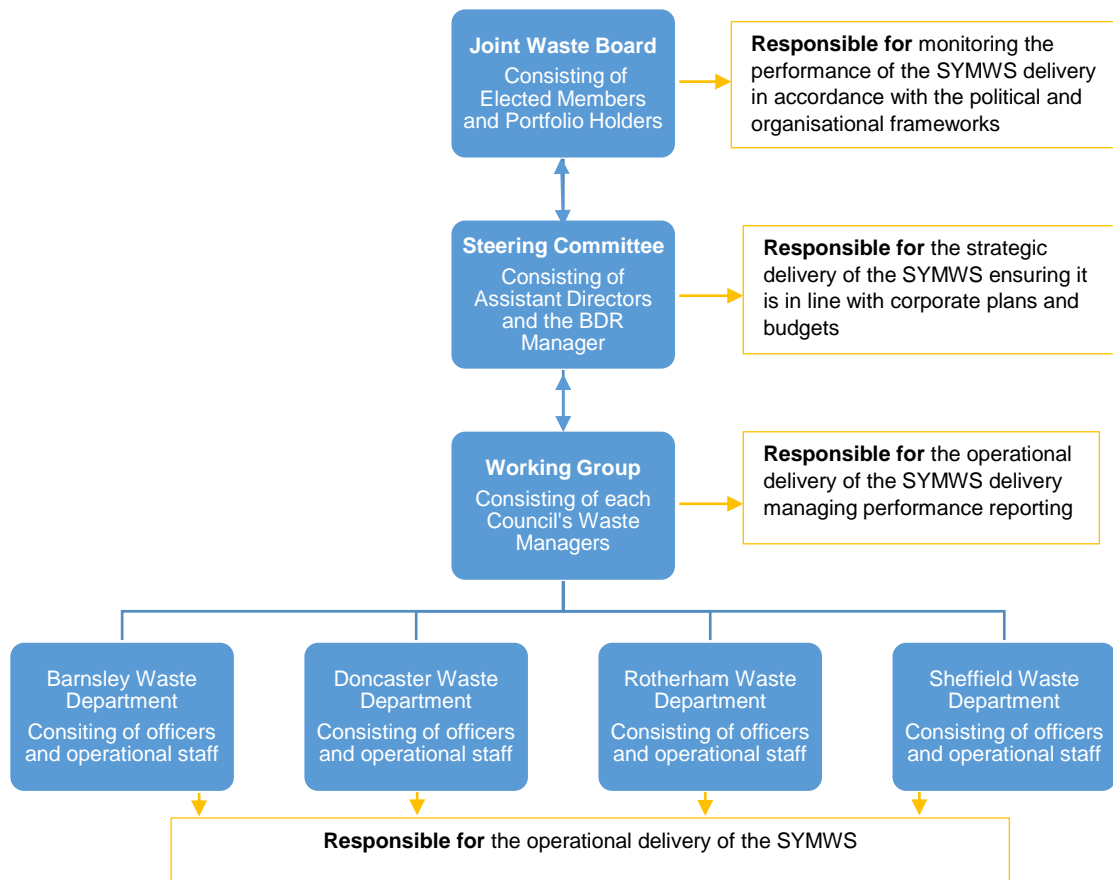 Joint Waste Board
Consisting of
Elected Members
and Portfolio Holders
Responsible for monitoring the
performance of the SYMWS delivery
in accordance with the political and
organisational frameworks
Steering Committee
Consisting of
Assistant Directors
and the BDR
Manager
Responsible for the strategic
delivery of the SYMWS ensuring it
is in line with corporate plans and
budgets
Working Group
Consisting of each
Council's Waste
Managers
Responsible for the operational
delivery of the SYMWS delivery
managing performance reporting
Barnsley Waste
Department
Consiting of officers
and operational staff
Doncaster Waste
Department
Consisting of officers
and operational staff
Rotherham Waste
Department
Consisting of officers
and operational staff
Sheffield Waste
Department
Consisting of officers
and operational staff
Responsible for the operational delivery of the SYMWS